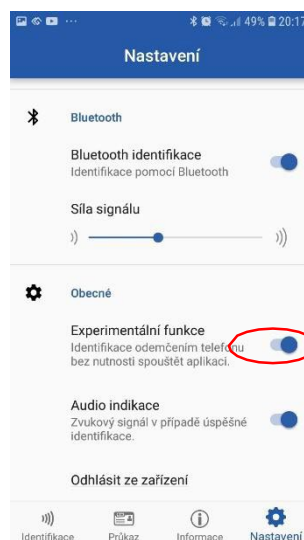 49% 20:17
Nastavení
Bluetooth
Bluetooth identifikace
Identifikace pomocí Bluetooth
Síla signálu
Obecné
Experimentální funkce
Identifikace odemčením telefonu
bez nutnosti spouštět aplikaci.
Audio indikace
Zvukový signál v případě úspěšné
identifikace.
Odhlásit ze zařízení
Identifikace Průkaz Informace Nastavení